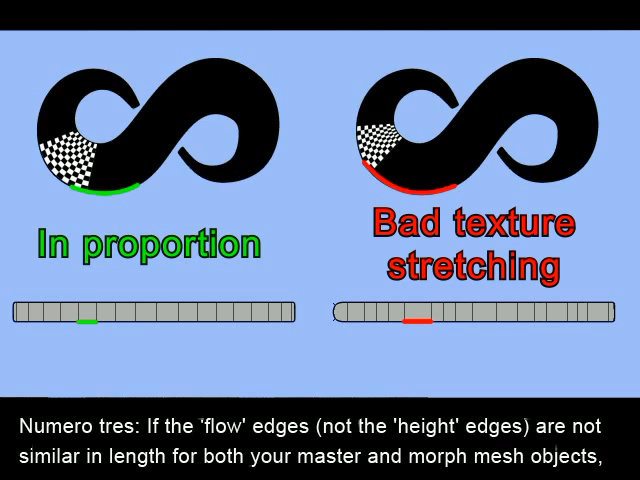 In proportion
Bad texture
stretching
Numero tres: If the 'flow' edges (not the 'height' edges) are not
similar in length for both your master and morph mesh objects,